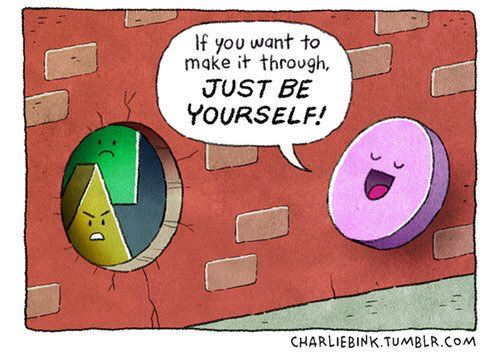 If you want to
make it through,
JUST BE
YOURSELF!
CHARLIEBINK.TUMBLR.COM